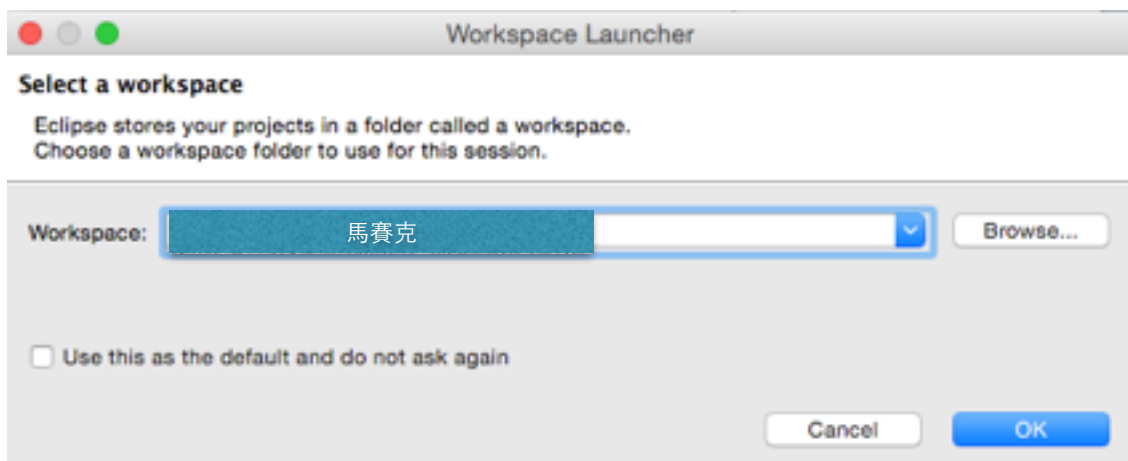 Workspace Launcher
Select a workspace
Eclipse stores your projects in a folder called a workspace.
Choose a workspace folder to use for this session.
Workspace: 馬賽克 Browse...
Use this as the default and do not ask again
Cancel OK